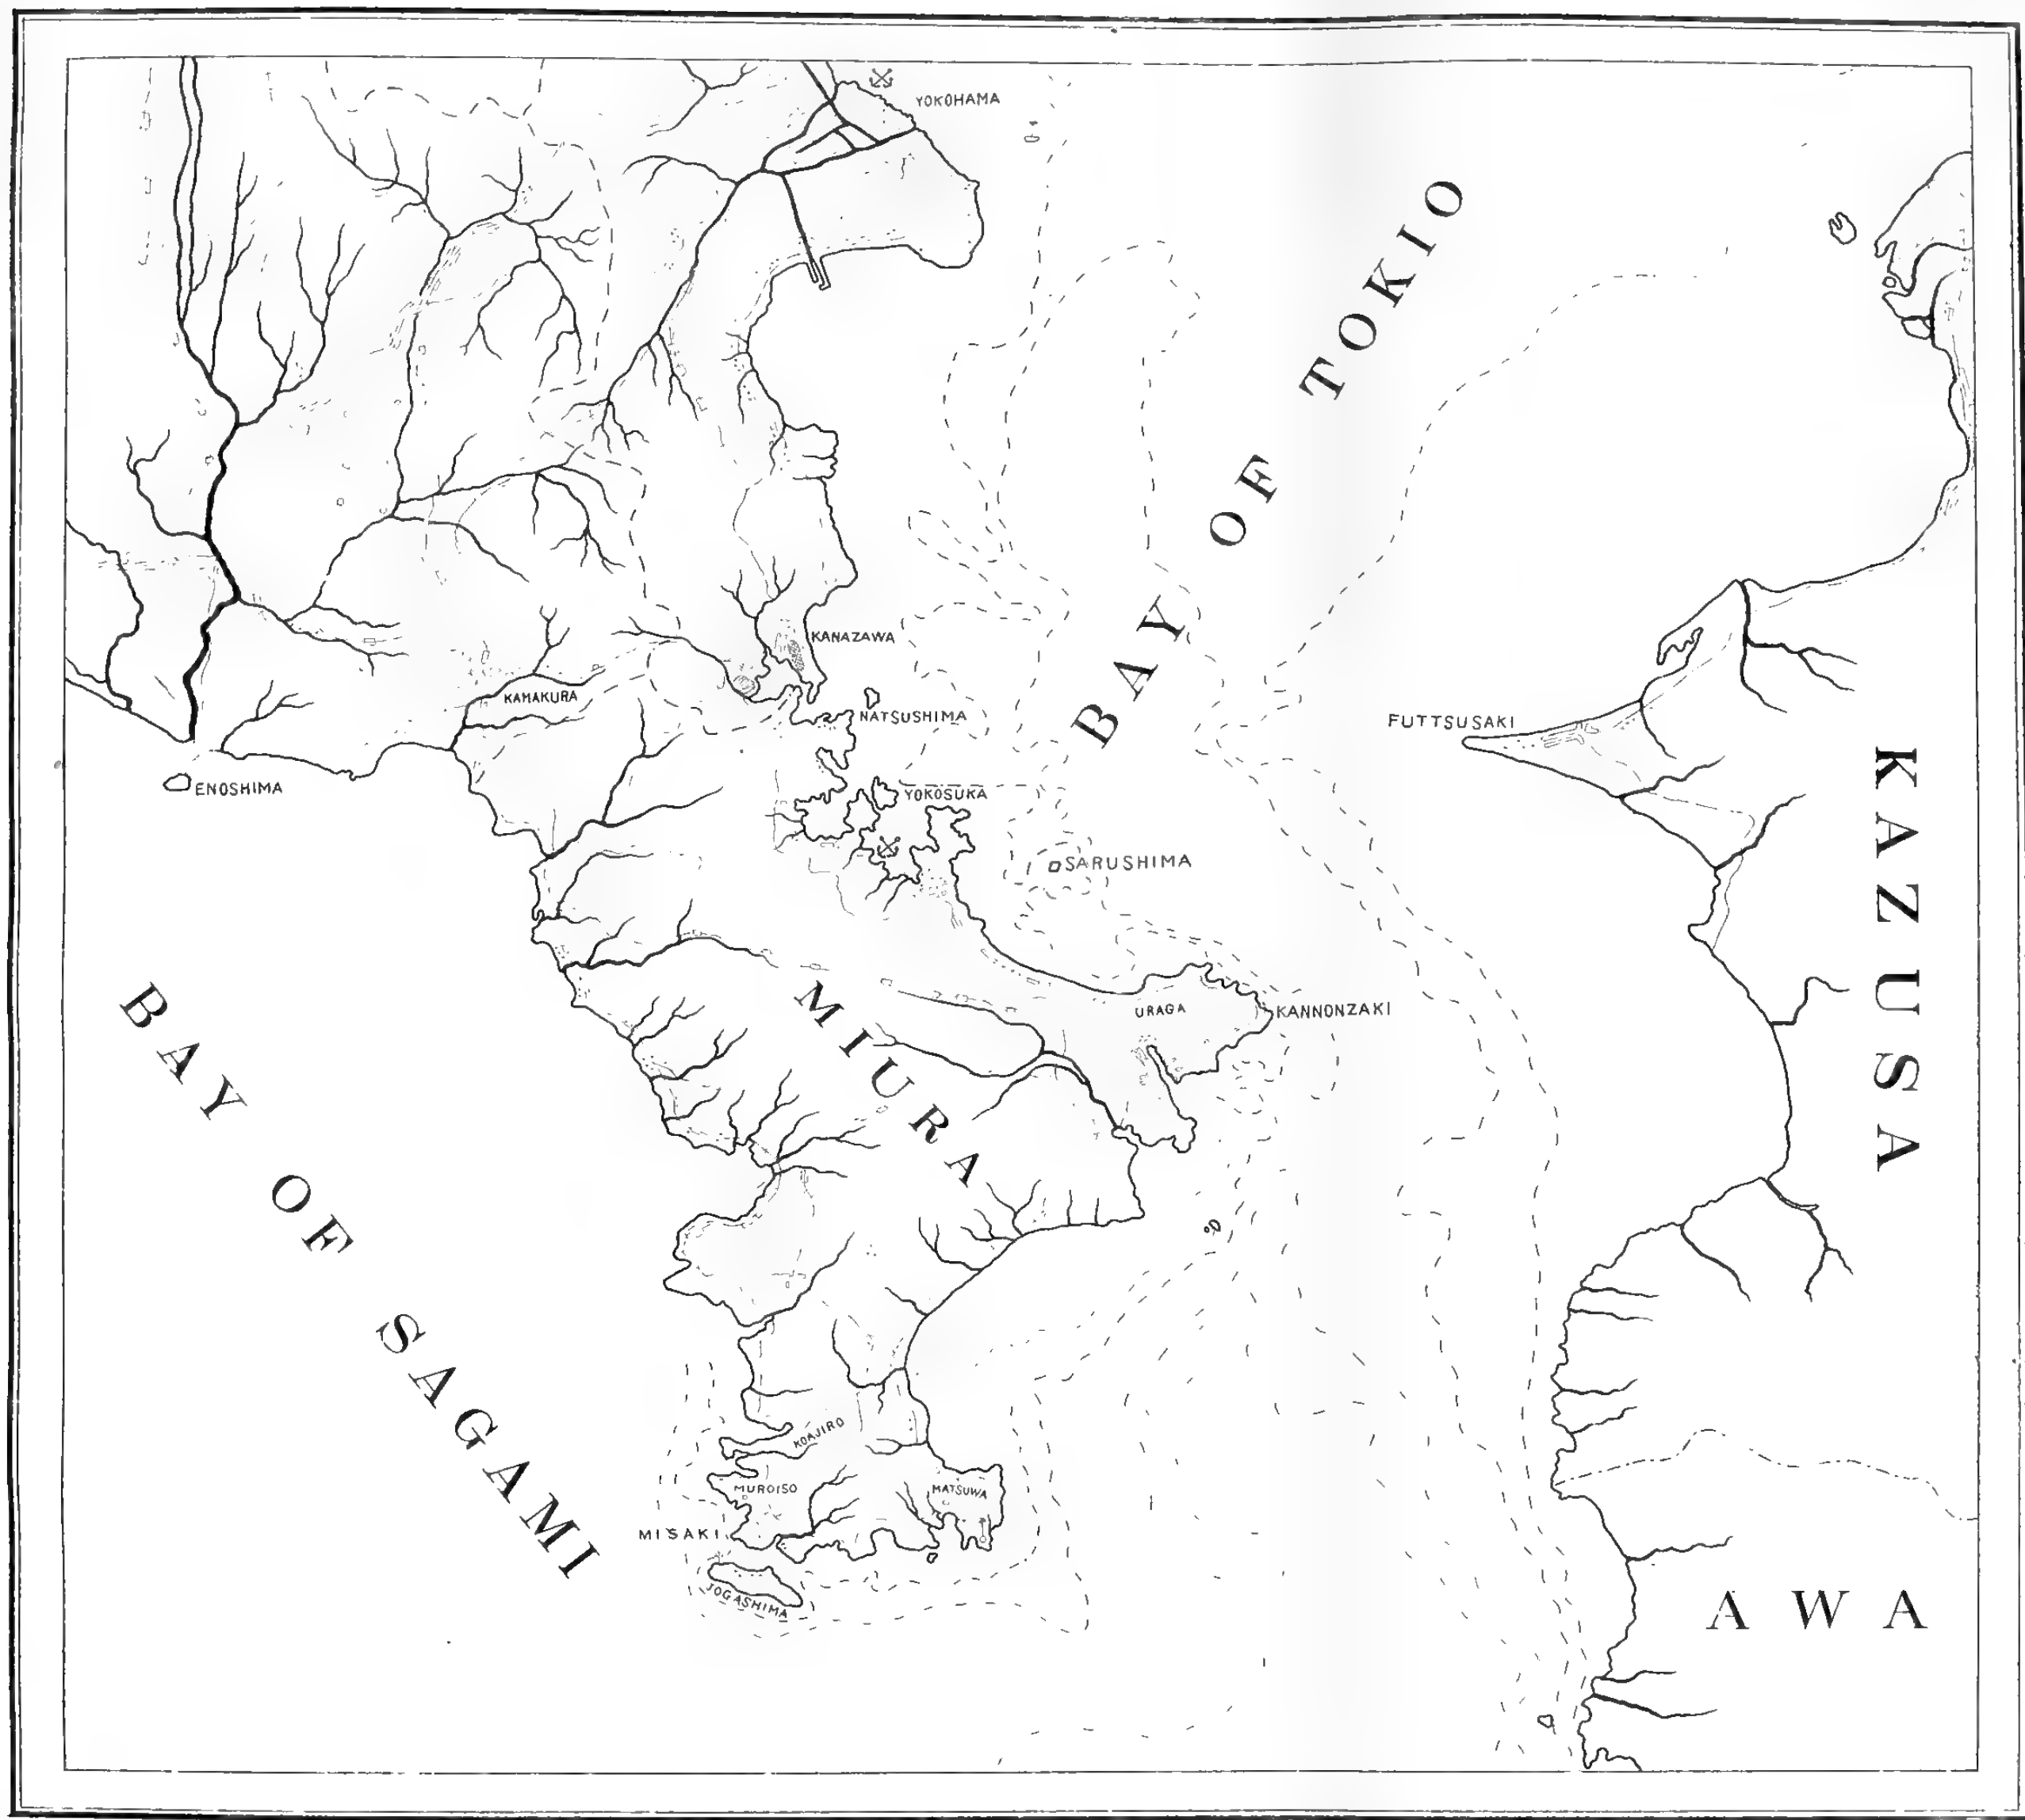 YOKOHAMA
BAY OF TOKIO
KANAZAWA
KAMAKURA
NATSUSHIMA
FUTTSUSAKI
ENOSHIMA
YOKOSUKA
KAZUSA
SARUSHIMA
BAY OF SAGAMI
MIURA
URAGA
KANNONZAKI
KOAJIRO
MUROISO
MATSUWA
MISAKI
JOGASHIMA
AWA